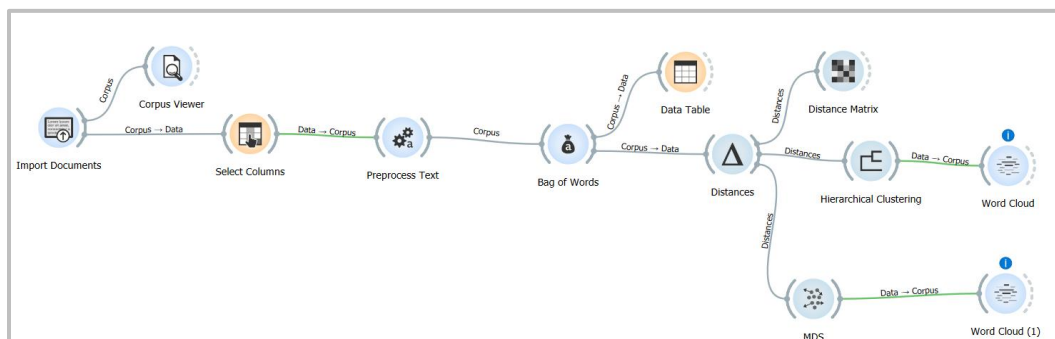 Corpus
Corpus Viewer
Corpus → Data
Import Documents
Data → Corpus
Select Columns
Preprocess Text
Corpus
a
Bag of Words
Corpus → Data
Data Table
Corpus → Data
Distances
Distances
Distance Matrix
Distances
Hierarchical Clustering
Data → Corpus
i
Word Cloud
Distances
MDS
Data → Corpus
i
Word Cloud (1)